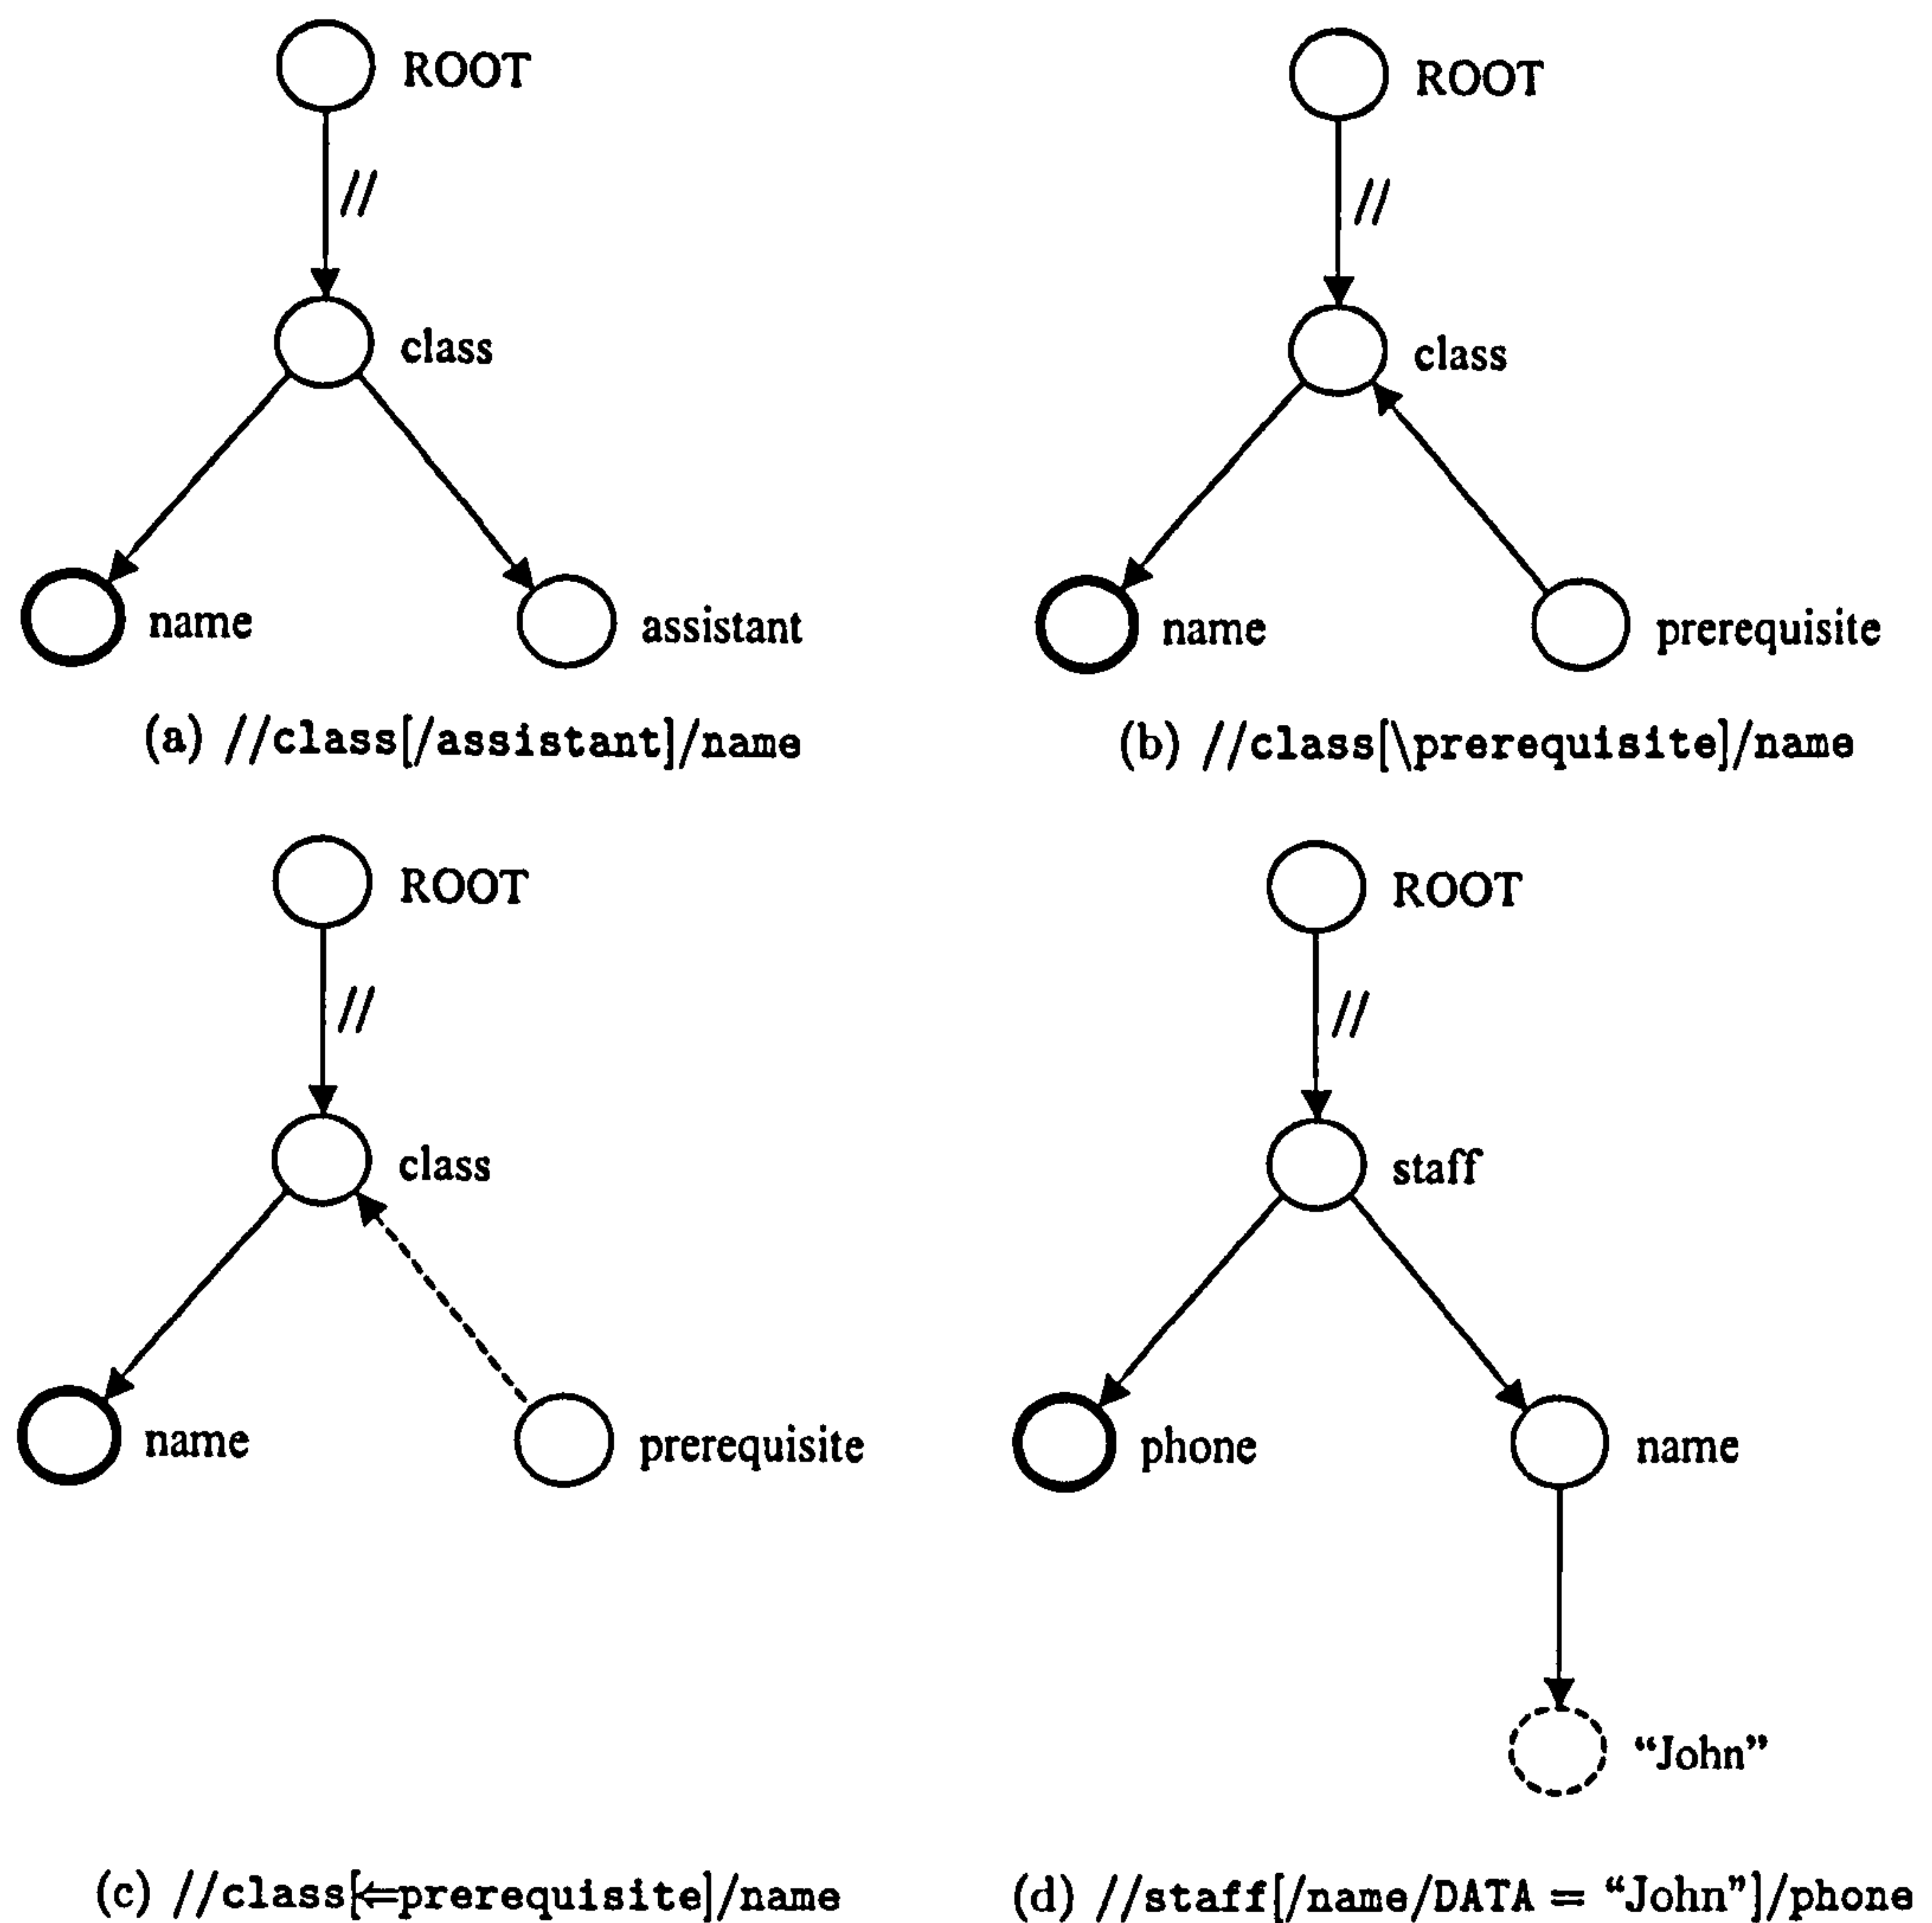 ROOT
//
class
name
assistant
(a) //class[/assistant]/name
ROOT
//
class
name
prerequisite
(b) //class[\prerequisite]/name
ROOT
//
class
name
prerequisite
(c) //class[⇐prerequisite]/name
ROOT
//
staff
phone
name
“John”
(d) //staff[/name/DATA = “John”]/phone